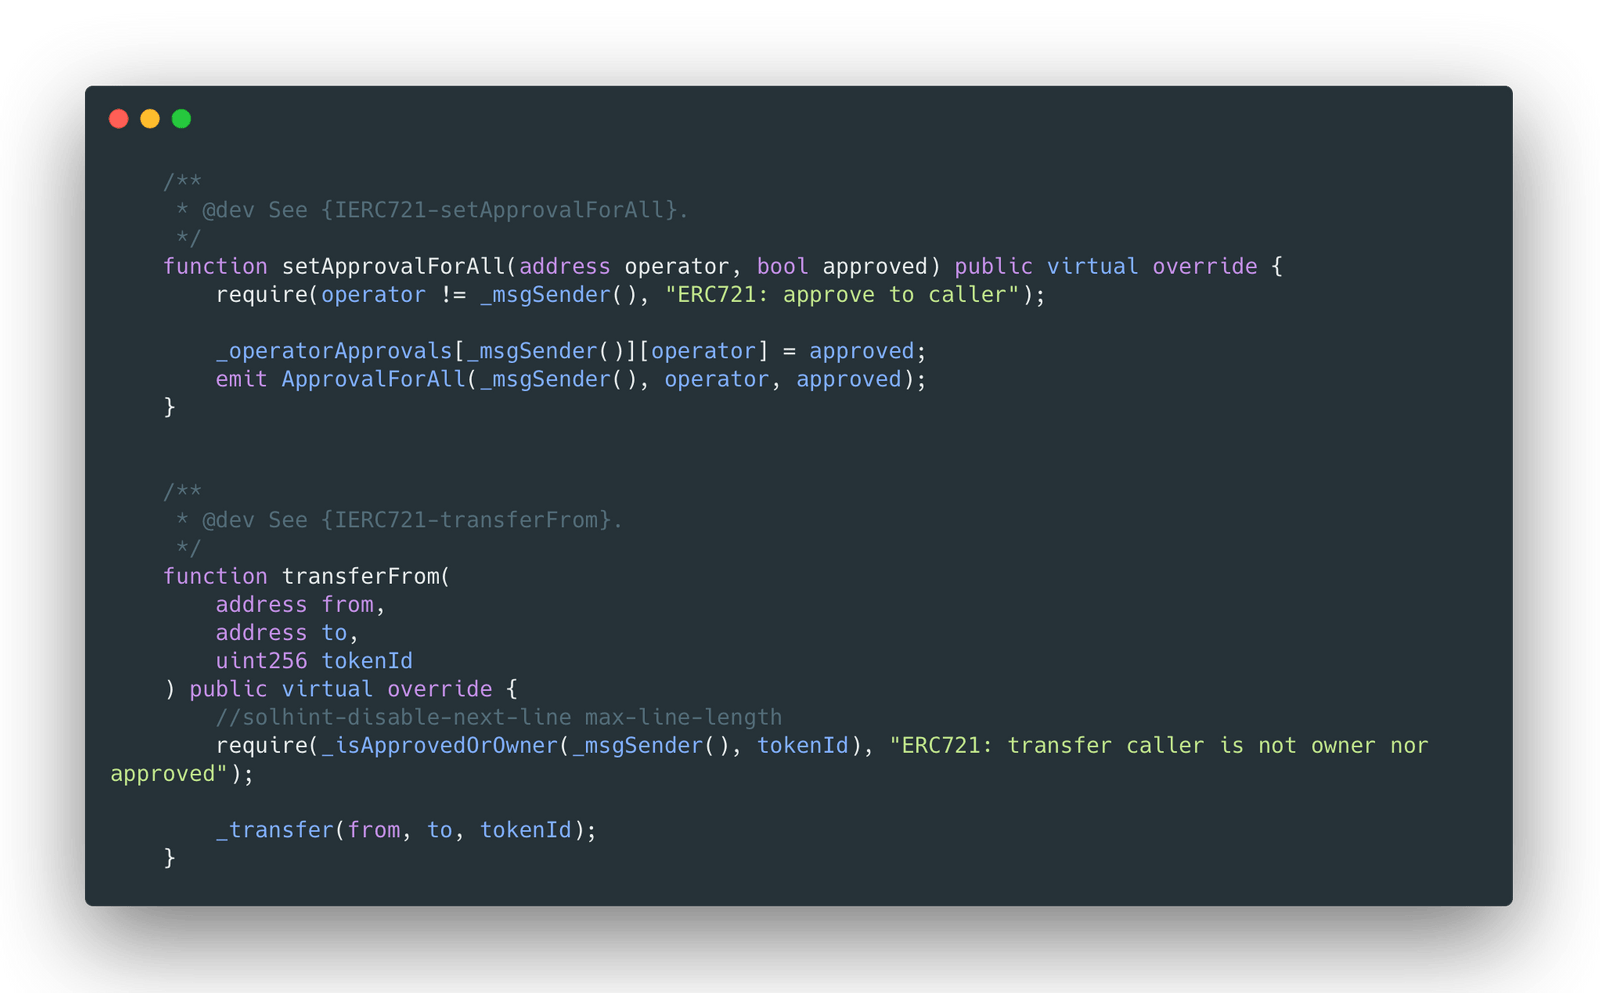 /**
 * @dev See {IERC721-setApprovalForAll}.
 */
function setApprovalForAll(address operator, bool approved) public virtual override {
    require(operator != _msgSender(), "ERC721: approve to caller");

    _operatorApprovals[_msgSender()][operator] = approved;
    emit ApprovalForAll(_msgSender(), operator, approved);
}

/**
 * @dev See {IERC721-transferFrom}.
 */
function transferFrom(
    address from,
    address to,
    uint256 tokenId
) public virtual override {
    //solhint-disable-next-line max-line-length
    require(_isApprovedOrOwner(_msgSender(), tokenId), "ERC721: transfer caller is not owner nor
approved");

    _transfer(from, to, tokenId);
}